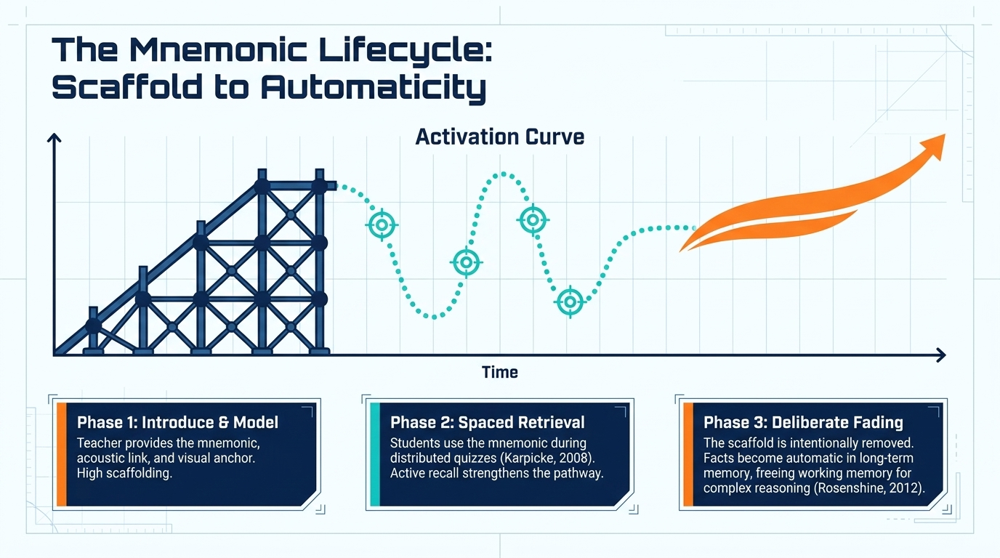 The Mnemonic Lifecycle:
Scaffold to Automaticity
Activation Curve
Time
Phase 1: Introduce & Model
Teacher provides the mnemonic,
acoustic link, and visual anchor.
High scaffolding.
Phase 2: Spaced Retrieval
Students use the mnemonic during
distributed quizzes (Karpicke, 2008).
Active recall strengthens the pathway.
Phase 3: Deliberate Fading
The scaffold is intentionally removed.
Facts become automatic in long-term
memory, freeing working memory for
complex reasoning (Rosenshine, 2012).